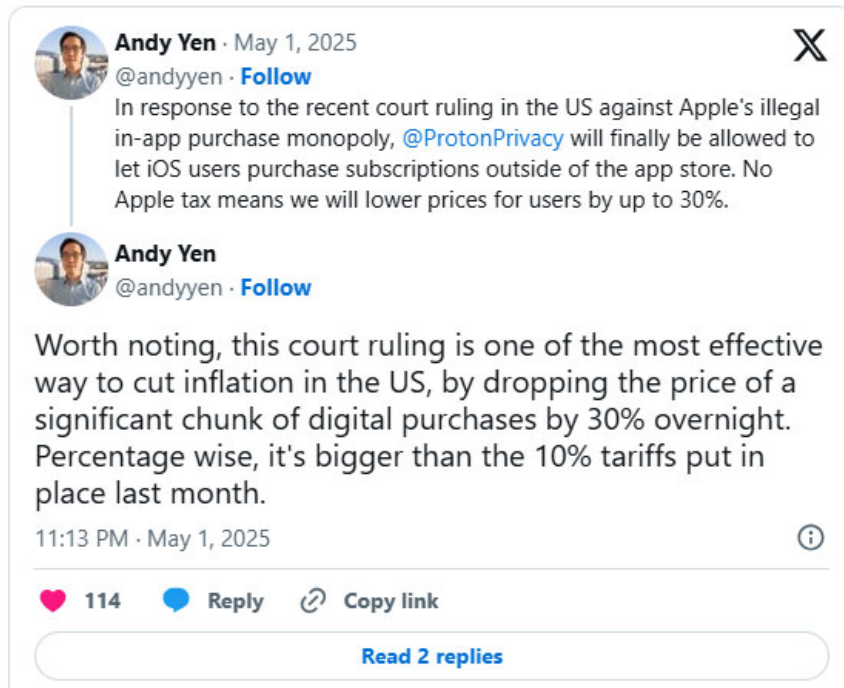 Andy Yen · May 1, 2025
@andyyen · Follow
In response to the recent court ruling in the US against Apple's illegal
in-app purchase monopoly, @ProtonPrivacy will finally be allowed to
let iOS users purchase subscriptions outside of the app store. No
Apple tax means we will lower prices for users by up to 30%.
Andy Yen
@andyyen · Follow
Worth noting, this court ruling is one of the most effective
way to cut inflation in the US, by dropping the price of a
significant chunk of digital purchases by 30% overnight.
Percentage wise, it's bigger than the 10% tariffs put in
place last month.
11:13 PM · May 1, 2025
114 Reply Copy link
Read 2 replies